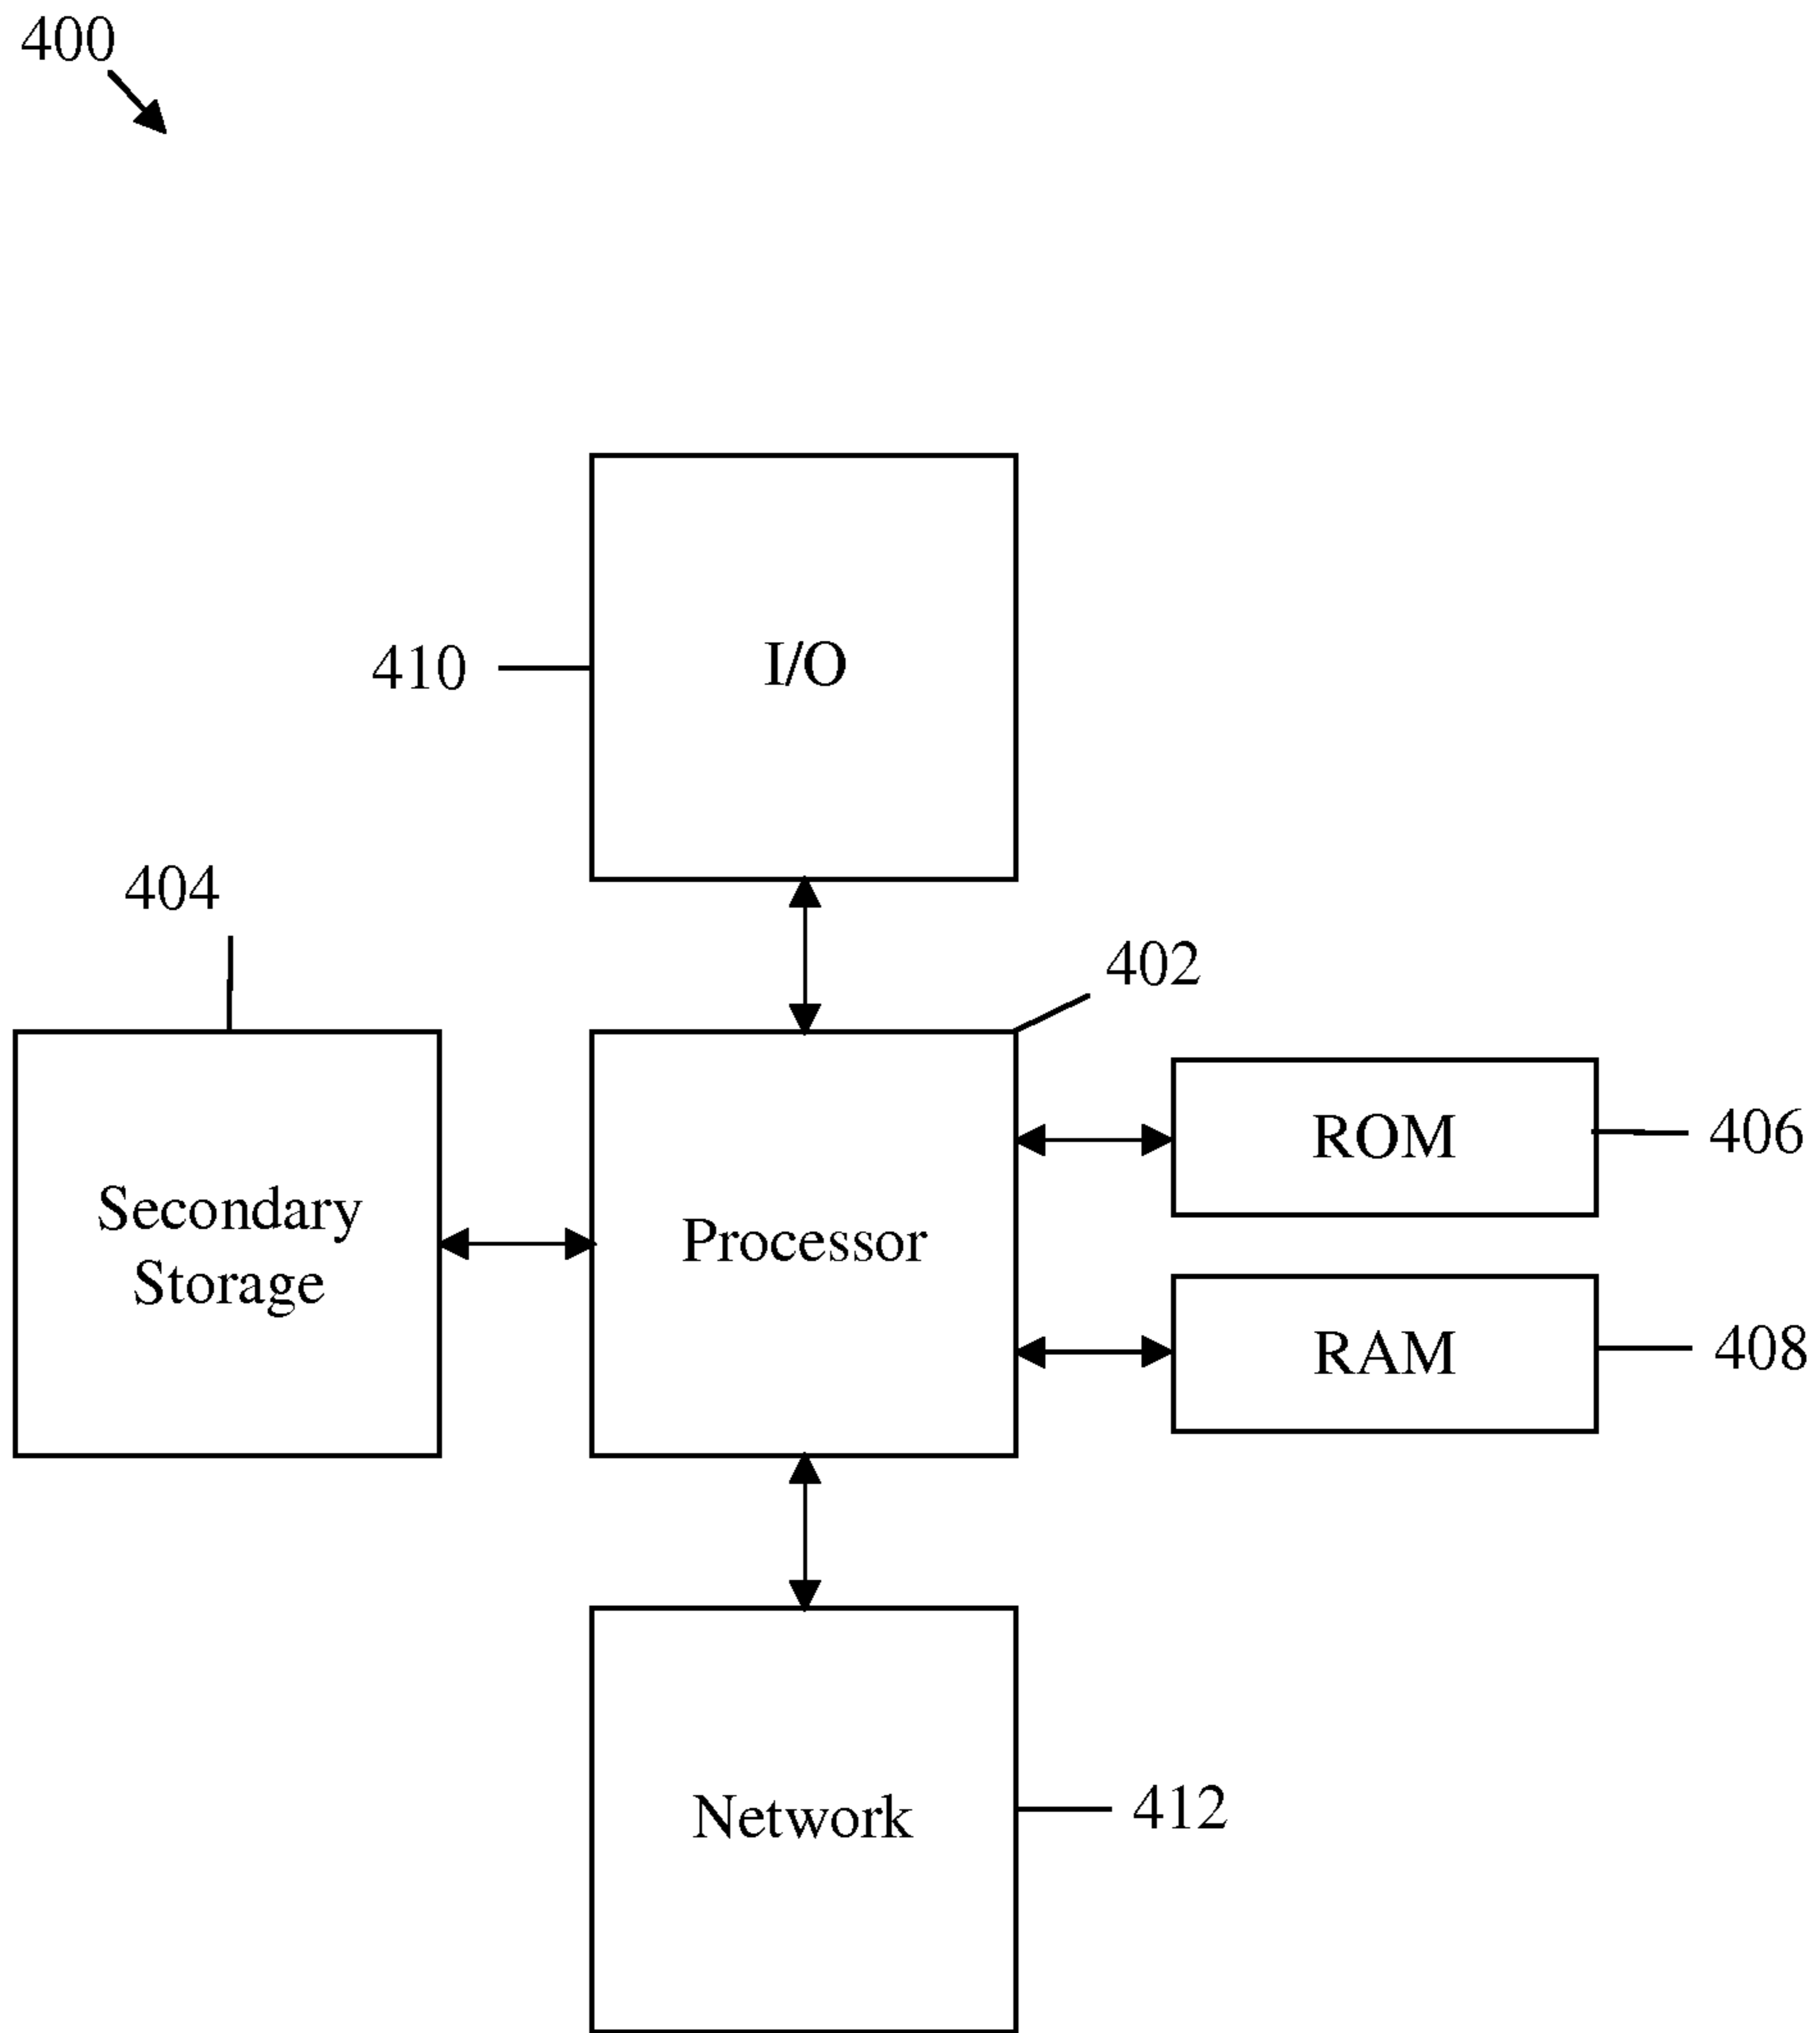 400
410
I/O
404
402
ROM
406
Secondary
Storage
Processor
RAM
408
Network
412